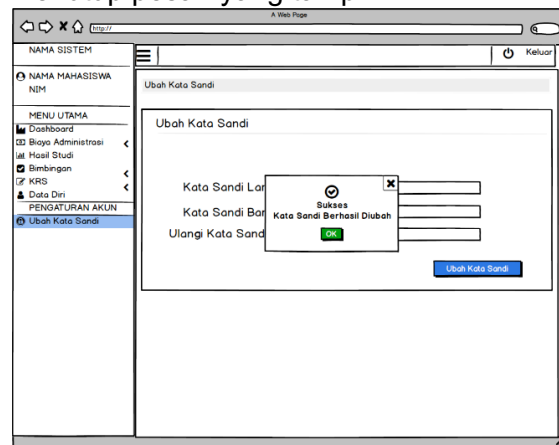 A Web Page
http://
NAMA SISTEM
Keluar
NAMA MAHASISWA
NIM
Ubah Kata Sandi
MENU UTAMA
Dashboard
Biaya Administrasi
Hasil Studi
Bimbingan
KRS
Data Diri
PENGATURAN AKUN
Ubah Kata Sandi
Ubah Kata Sandi
Kata Sandi Lar
Kata Sandi Bar
Ulangi Kata Sand
Sukses
Kata Sandi Berhasil Diubah
OK
Ubah Kata Sandi